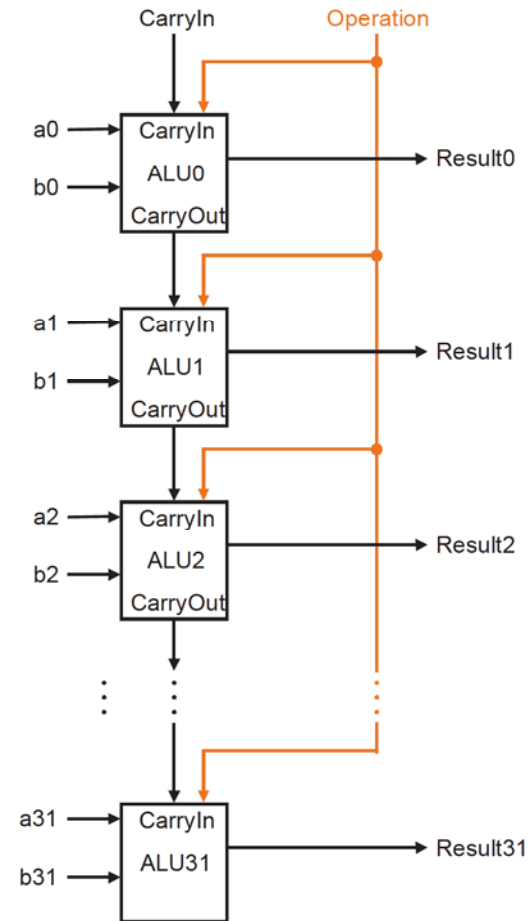 CarryIn Operation
a0 CarryIn
ALU0 Result0
b0
CarryOut
a1 CarryIn
ALU1 Result1
b1
CarryOut
a2 CarryIn
ALU2 Result2
b2
CarryOut
a31 CarryIn
ALU31 Result31
b31